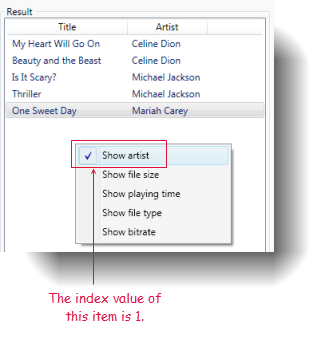 Result
Title Artist
My Heart Will Go On Celine Dion
Beauty and the Beast Celine Dion
Is It Scary? Michael Jackson
Thriller Michael Jackson
One Sweet Day Mariah Carey
Show artist
Show file size
Show playing time
Show file type
Show bitrate
The index value of
this item is 1.